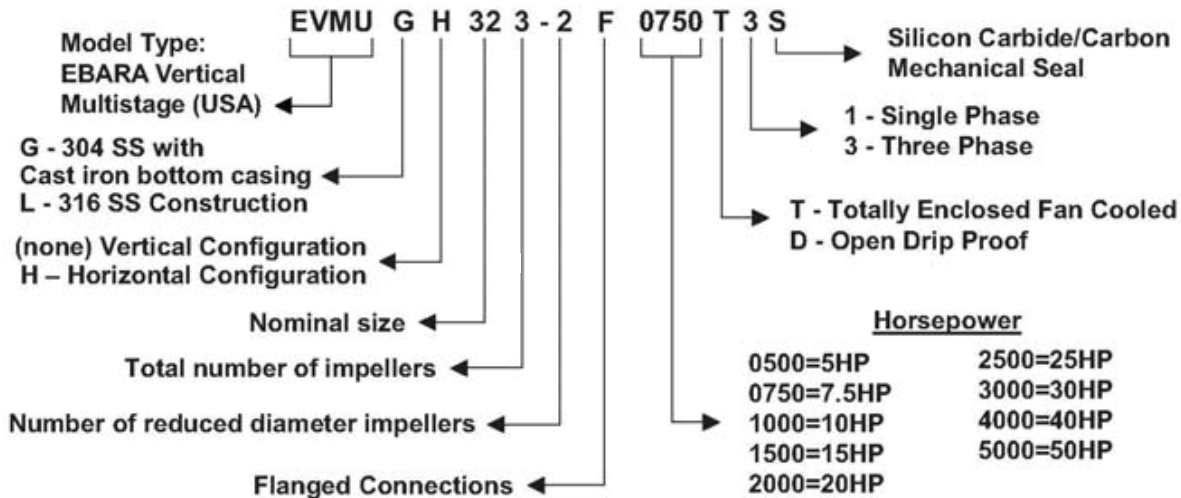 EVMU G H 32 3 - 2 F 0750 T 3 S
Model Type:
EBARA Vertical
Multistage (USA)
G - 304 SS with
Cast iron bottom casing
L - 316 SS Construction
(none) Vertical Configuration
H – Horizontal Configuration
Nominal size
Total number of impellers
Number of reduced diameter impellers
Flanged Connections
Silicon Carbide/Carbon
Mechanical Seal
1 - Single Phase
3 - Three Phase
T - Totally Enclosed Fan Cooled
D - Open Drip Proof
Horsepower
0500=5HP
0750=7.5HP
1000=10HP
1500=15HP
2000=20HP
2500=25HP
3000=30HP
4000=40HP
5000=50HP